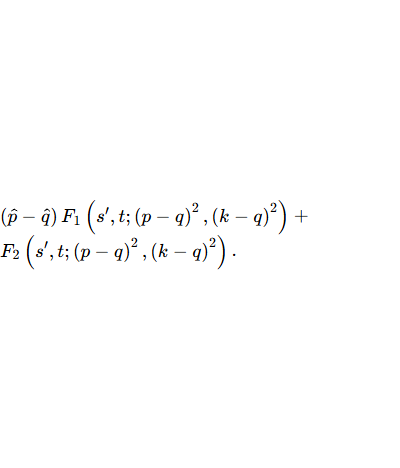 (p̂ − q̂) F₁ (s′, t; (p − q)², (k − q)²) +
F₂ (s′, t; (p − q)², (k − q)²) .